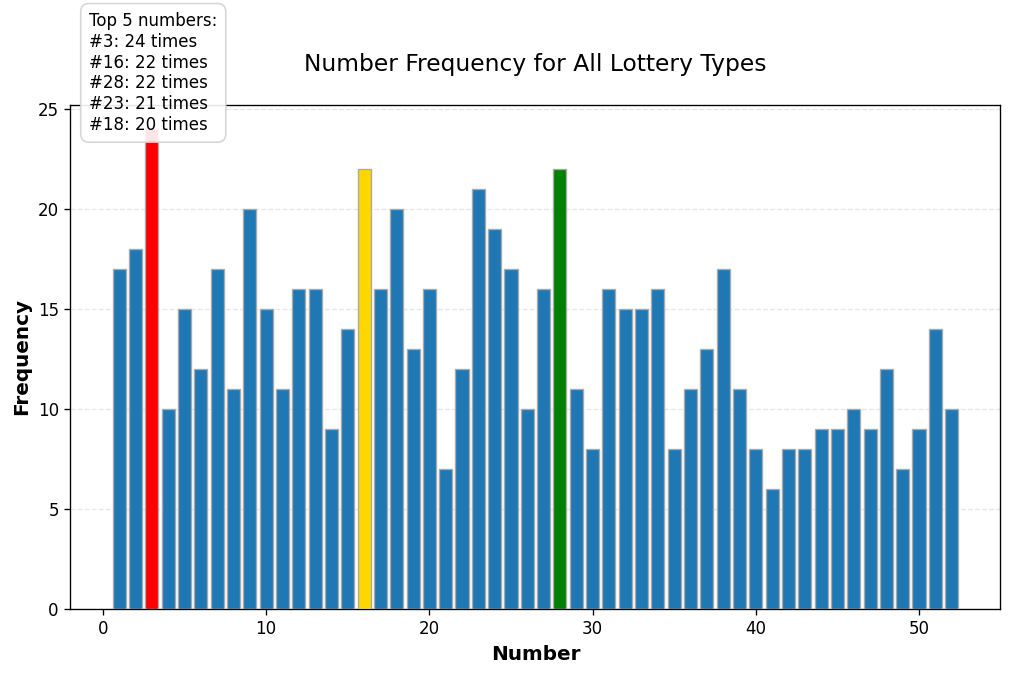 Top 5 numbers:
#3: 24 times
#16: 22 times
#28: 22 times
#23: 21 times
#18: 20 times
Number Frequency for All Lottery Types
Frequency
25
20
15
10
5
0
0 10 20 30 40 50
Number